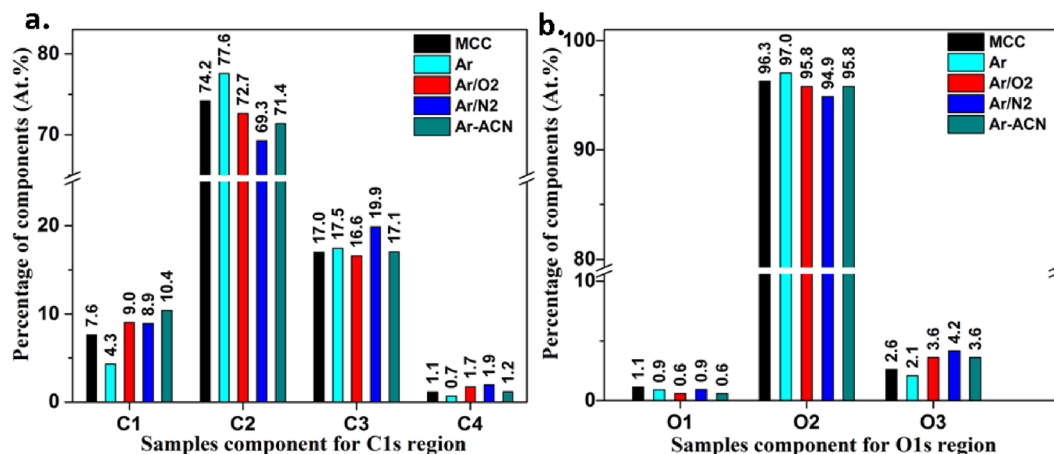 a.
Percentage of components (At.%)
80
70
20
10
0
MCC
Ar
Ar/O2
Ar/N2
Ar-ACN
7.6
4.3
9.0
8.9
10.4
74.2
77.6
72.7
69.3
71.4
17.0
17.5
16.6
19.9
17.1
1.1
0.7
1.7
1.9
1.2
C1 C2 C3 C4
Samples component for C1s region
b.
Percentage of components (At.%)
100
95
90
80
10
0
MCC
Ar
Ar/O2
Ar/N2
Ar-ACN
1.1
0.9
0.6
0.9
0.6
96.3
97.0
95.8
94.9
95.8
2.6
2.1
3.6
4.2
3.6
O1 O2 O3
Samples component for O1s region